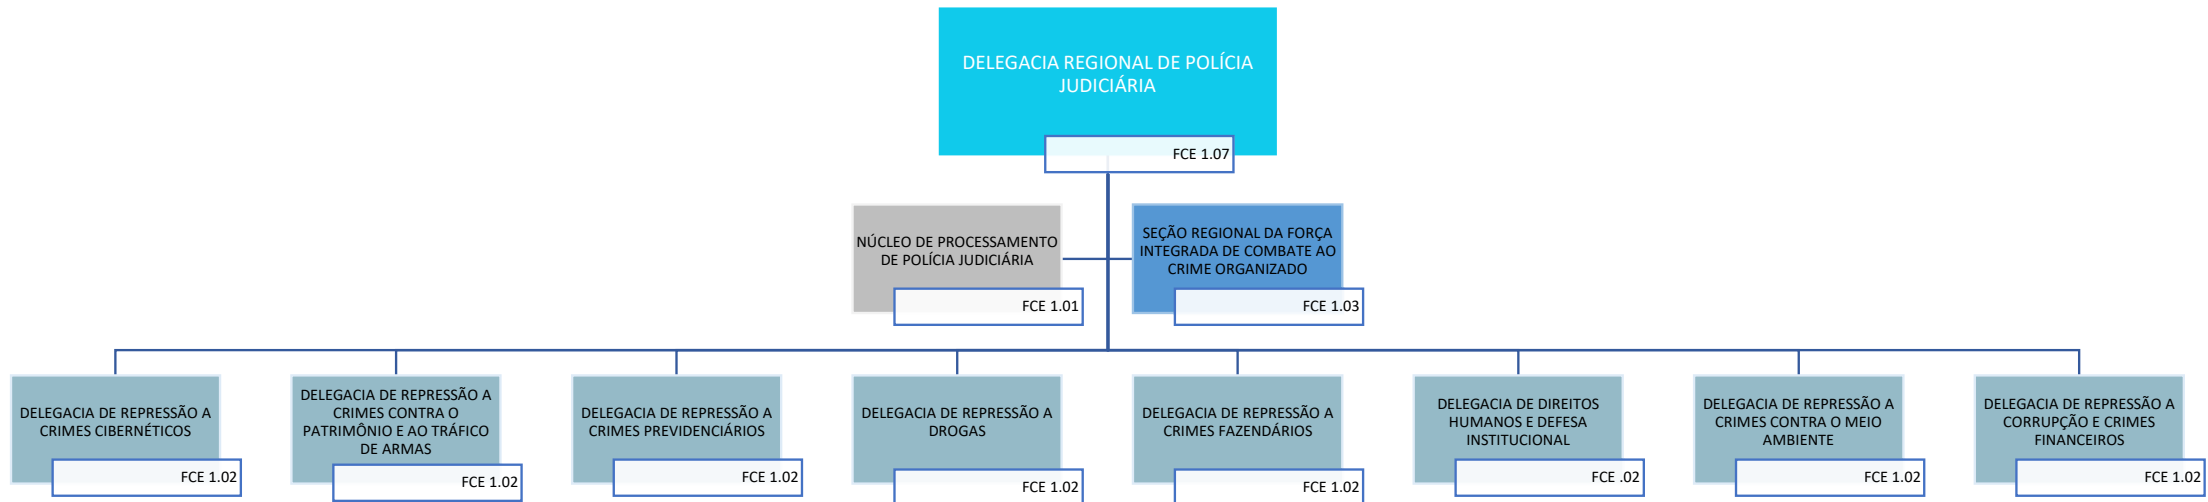 DELEGACIA REGIONAL DE POLÍCIA
JUDICIÁRIA
FCE 1.07
NÚCLEO DE PROCESSAMENTO
DE POLÍCIA JUDICIÁRIA
FCE 1.01
SEÇÃO REGIONAL DA FORÇA
INTEGRADA DE COMBATE AO
CRIME ORGANIZADO
FCE 1.03
DELEGACIA DE REPRESSÃO A
CRIMES CIBERNÉTICOS
FCE 1.02
DELEGACIA DE REPRESSÃO A
CRIMES CONTRA O
PATRIMÔNIO E AO TRÁFICO
DE ARMAS
FCE 1.02
DELEGACIA DE REPRESSÃO A
CRIMES PREVIDENCIÁRIOS
FCE 1.02
DELEGACIA DE REPRESSÃO A
DROGAS
FCE 1.02
DELEGACIA DE REPRESSÃO A
CRIMES FAZENDÁRIOS
FCE 1.02
DELEGACIA DE DIREITOS
HUMANOS E DEFESA
INSTITUCIONAL
FCE .02
DELEGACIA DE REPRESSÃO A
CRIMES CONTRA O MEIO
AMBIENTE
FCE 1.02
DELEGACIA DE REPRESSÃO A
CORRUPÇÃO E CRIMES
FINANCEIROS
FCE 1.02